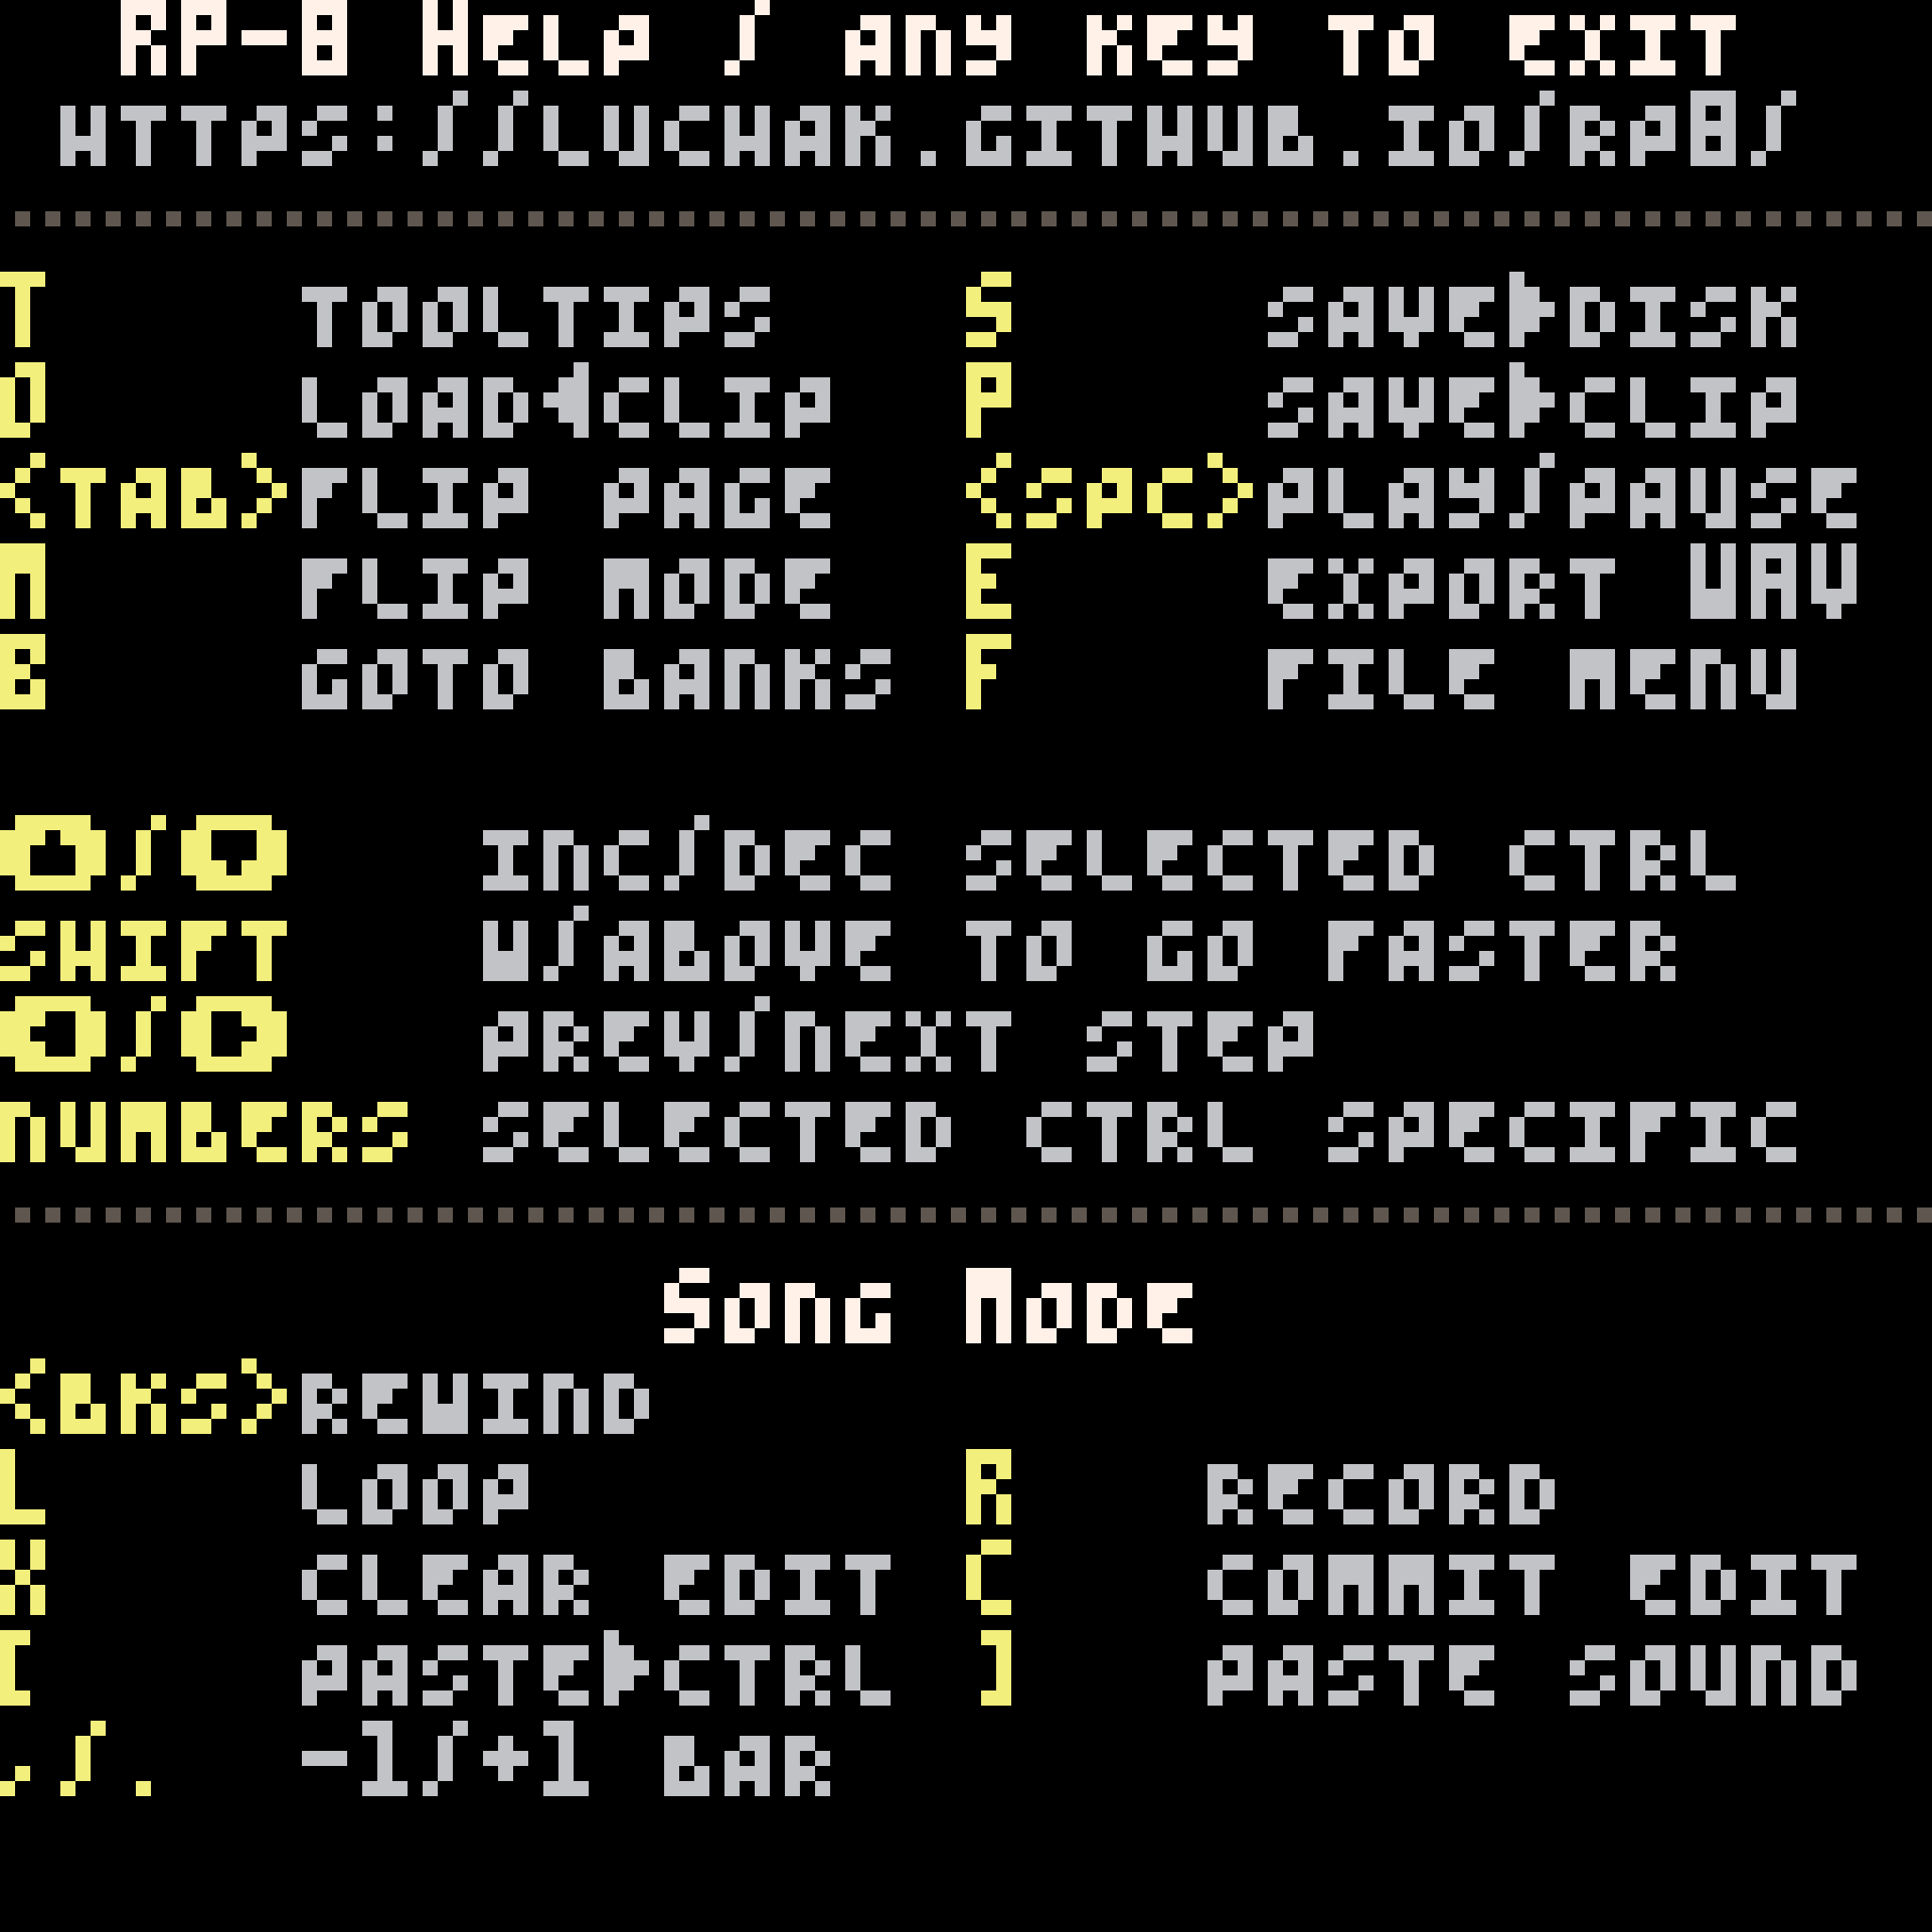 RP-8 Help / any key to exit
https://luchak.github.io/rp8/
T tooltips S save▶disk
O load◀clip P save▶clip
<tab> flip page <spc> play/pause
M flip mode E export wav
B goto banks F file menu
⬆/⬇ inc/dec selected ctrl
shift w/above to go faster
⬅/➡ prev/next step
numbers selected ctrl specific
Song Mode
<bks> rewind
L loop R record
X clear edit C commit edit
[ paste▶ctrl ] paste sound
,/. -1/+1 bar